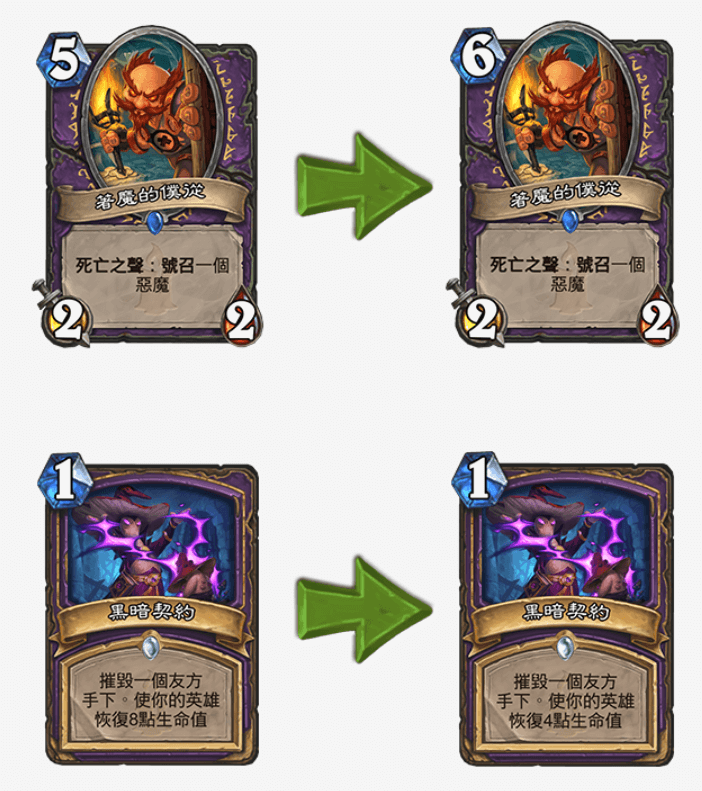 5
著魔的僕從
死亡之聲：號召一個
惡魔
2
2
6
著魔的僕從
死亡之聲：號召一個
惡魔
2
2
1
黑暗契約
摧毀一個友方
手下。使你的英雄
恢復8點生命值
1
黑暗契約
摧毀一個友方
手下。使你的英雄
恢復4點生命值